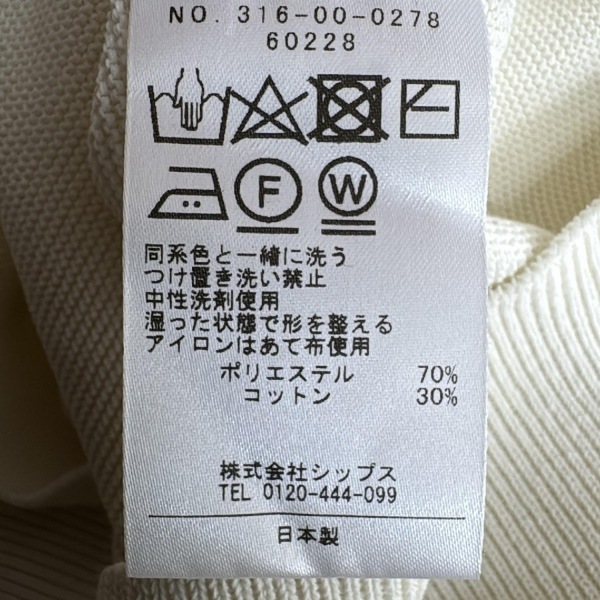 NO. 316-00-0278
60228
F W
同系色と一緒に洗う
つけ置き洗い禁止
中性洗剤使用
湿った状態で形を整える
アイロンはあて布使用
ポリエステル 70%
コットン 30%
株式会社シップス
TEL 0120-444-099
日本製